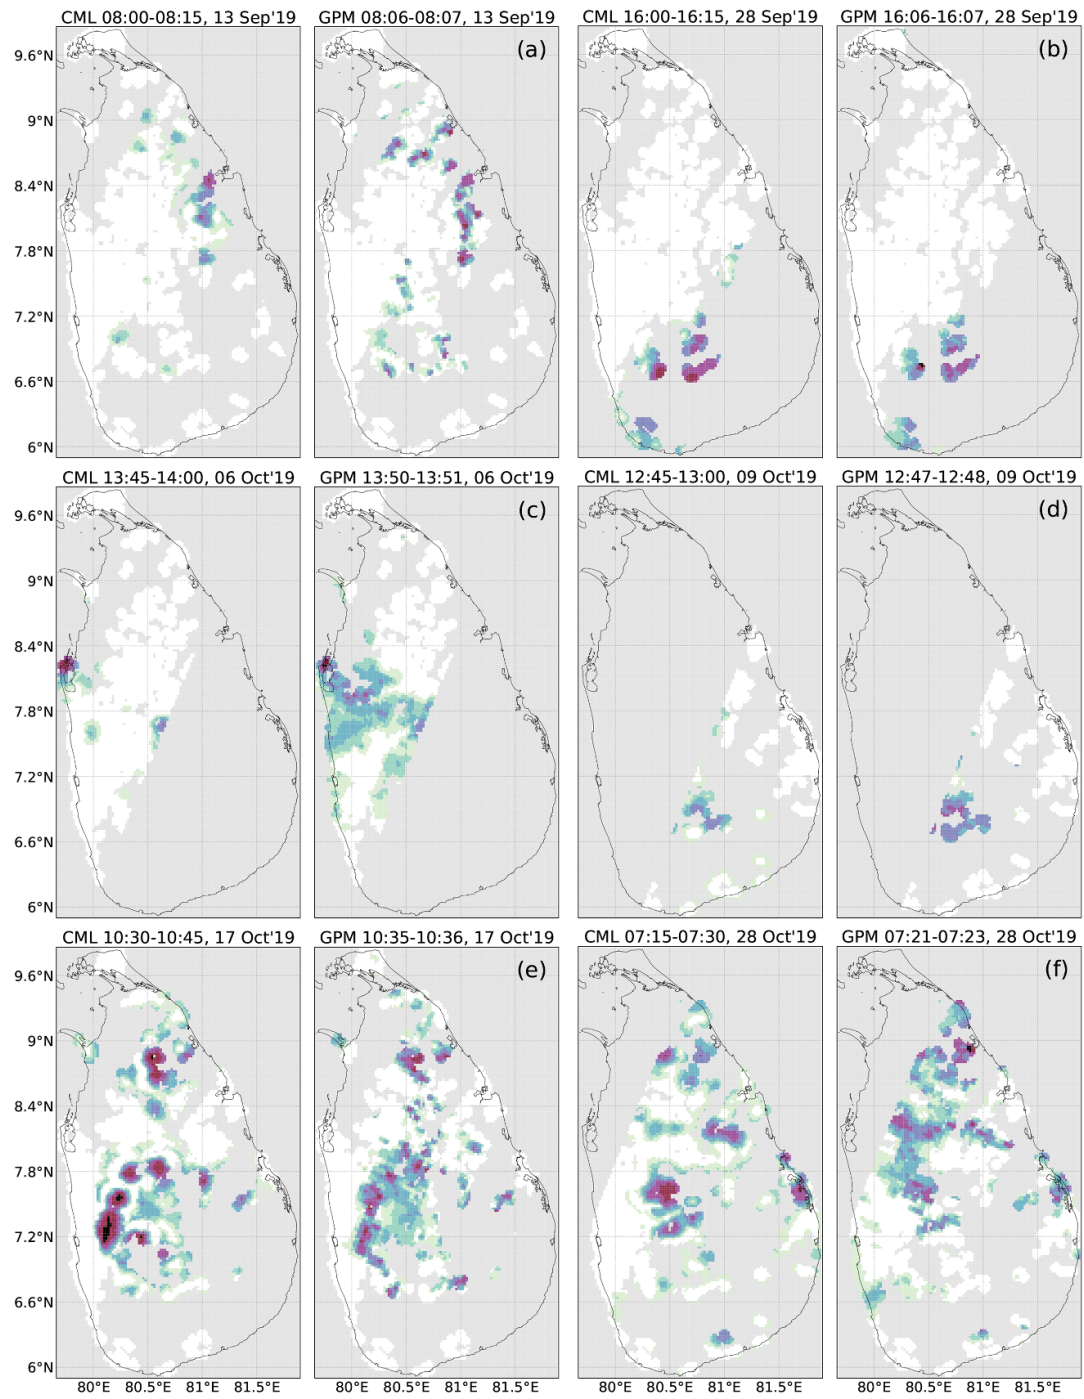 CML 08:00-08:15, 13 Sep'19 GPM 08:06-08:07, 13 Sep'19 CML 16:00-16:15, 28 Sep'19 GPM 16:06-16:07, 28 Sep'19
(a) (b)
9.6°N
9°N
8.4°N
7.8°N
7.2°N
6.6°N
6°N
CML 13:45-14:00, 06 Oct'19 GPM 13:50-13:51, 06 Oct'19 CML 12:45-13:00, 09 Oct'19 GPM 12:47-12:48, 09 Oct'19
(c) (d)
9.6°N
9°N
8.4°N
7.8°N
7.2°N
6.6°N
6°N
CML 10:30-10:45, 17 Oct'19 GPM 10:35-10:36, 17 Oct'19 CML 07:15-07:30, 28 Oct'19 GPM 07:21-07:23, 28 Oct'19
(e) (f)
9.6°N
9°N
8.4°N
7.8°N
7.2°N
6.6°N
6°N
80°E 80.5°E 81°E 81.5°E 80°E 80.5°E 81°E 81.5°E 80°E 80.5°E 81°E 81.5°E 80°E 80.5°E 81°E 81.5°E